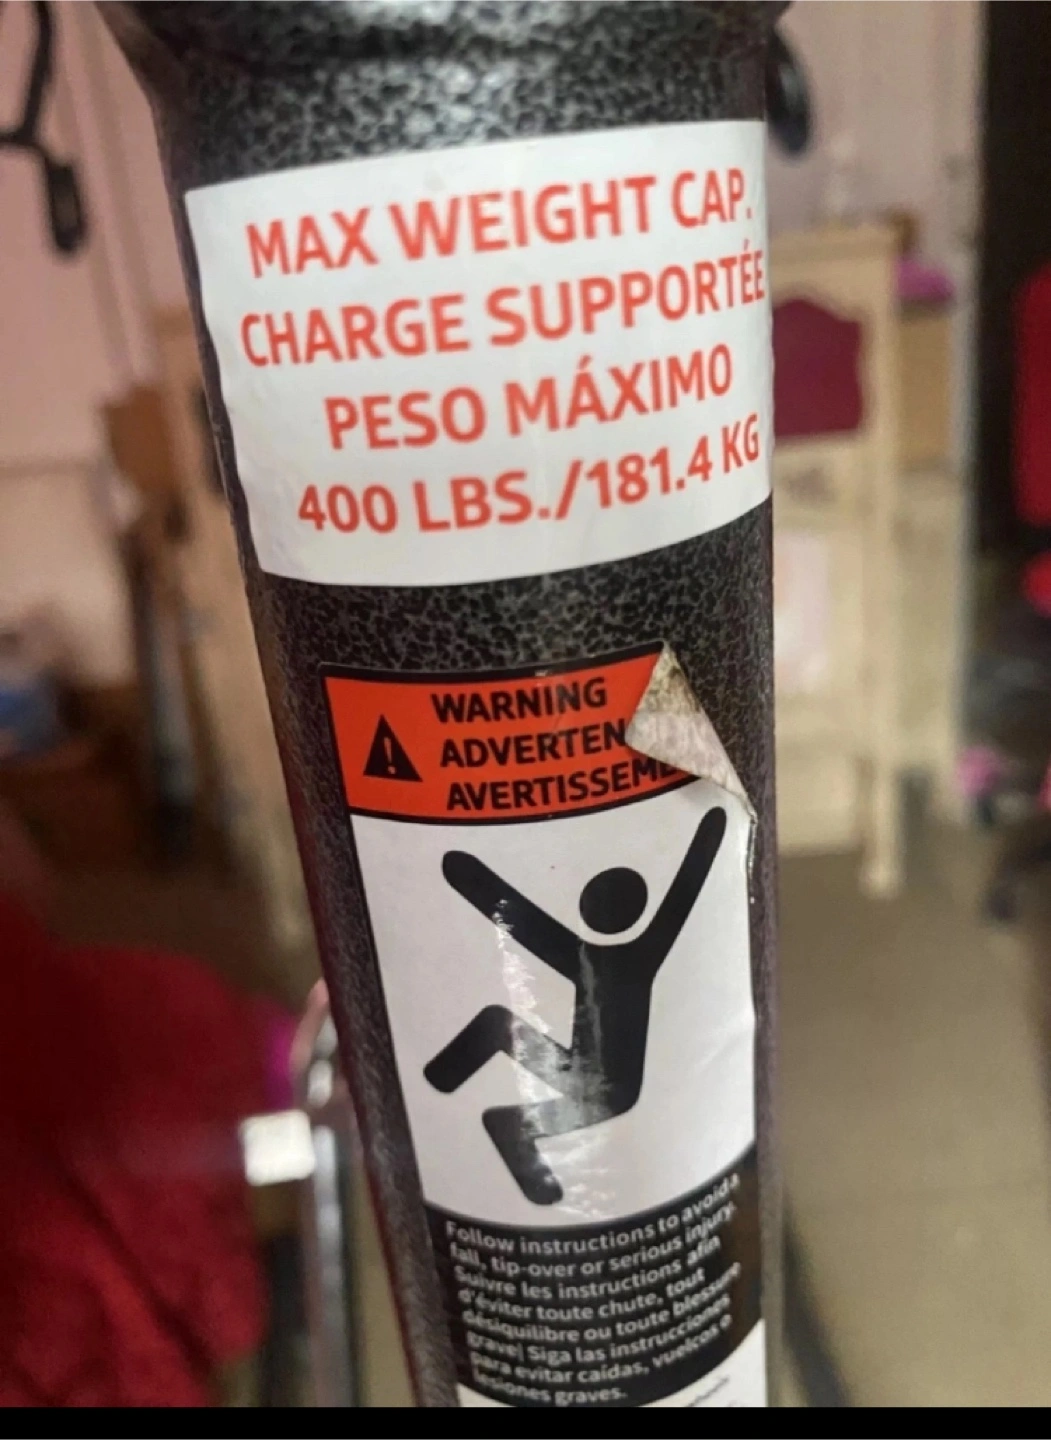 MAX WEIGHT CAP.
CHARGE SUPPORTÉE
PESO MÁXIMO
400 LBS./181.4 KG
WARNING
ADVERTEN
AVERTISSEME
Follow instructions to avoid a
fall, tip-over or serious injury.
Suivre les instructions afin
d'éviter toute chute, tout
désiquilibre ou toute blessure
grave| Siga las instrucciones
para evitar caídas, vuelcos o
lesiones graves.